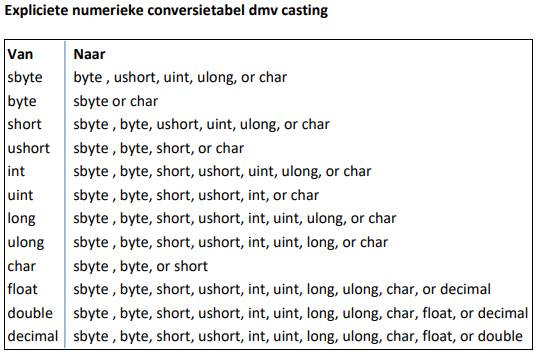 Expliciete numerieke conversietabel dmv casting
Van Naar
sbyte byte , ushort, uint, ulong, or char
byte sbyte or char
short sbyte , byte, ushort, uint, ulong, or char
ushort sbyte , byte, short, or char
int sbyte , byte, short, ushort, uint, ulong, or char
uint sbyte , byte, short, ushort, int, or char
long sbyte , byte, short, ushort, int, uint, ulong, or char
ulong sbyte , byte, short, ushort, int, uint, long, or char
char sbyte , byte, or short
float sbyte , byte, short, ushort, int, uint, long, ulong, char, or decimal
double sbyte , byte, short, ushort, int, uint, long, ulong, char, float, or decimal
decimal sbyte , byte, short, ushort, int, uint, long, ulong, char, float, or double